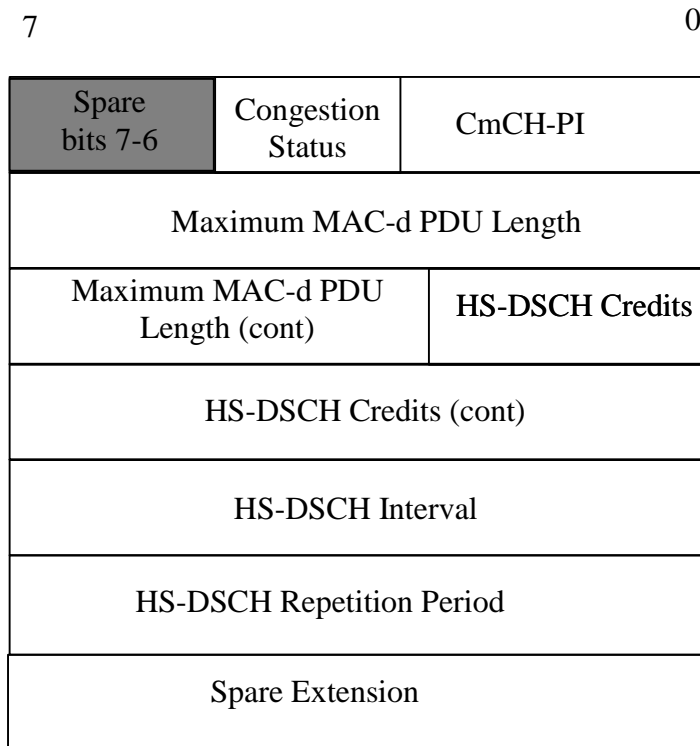 7 0
Spare
bits 7-6
Congestion
Status
CmCH-PI
Maximum MAC-d PDU Length
Maximum MAC-d PDU
Length (cont)
HS-DSCH Credits
HS-DSCH Credits (cont)
HS-DSCH Interval
HS-DSCH Repetition Period
Spare Extension